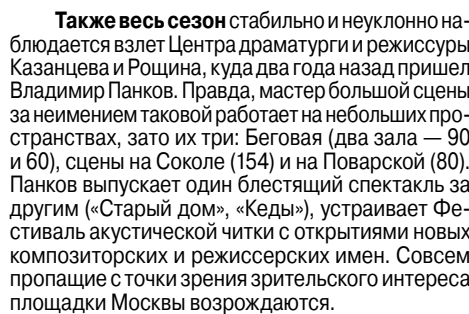 Также весь сезон стабильно и неуклонно на-
блюдается взлет Центра драматурги и режиссуры
Казанцева и Рощина, куда два года назад пришел
Владимир Панков. Правда, мастер большой сцены
за неимением таковой работает на небольших про-
странствах, зато их три: Беговая (два зала — 90
и 60), сцены на Соколе (154) и на Поварской (80).
Панков выпускает один блестящий спектакль за
другим («Старый дом», «Кеды»), устраивает Фе-
стиваль акустической читки с открытиями новых
композиторских и режиссерских имен. Совсем
пропащие с точки зрения зрительского интереса
площадки Москвы возрождаются.